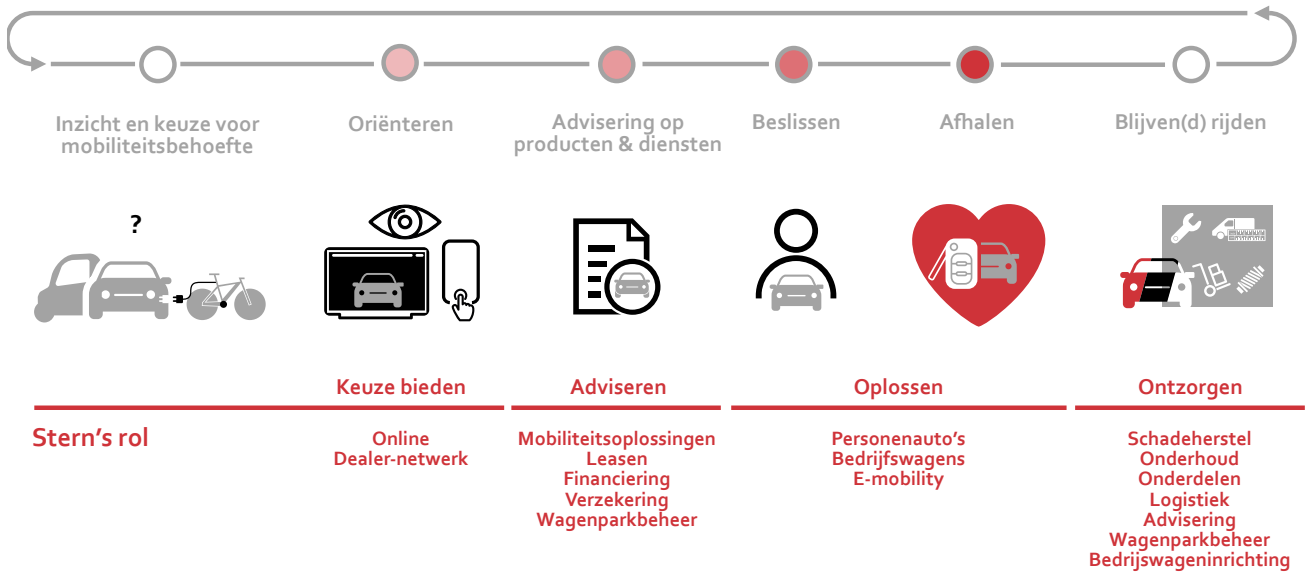 Inzicht en keuze voor
mobiliteitsbehoefte
Oriënteren
Advisering op
producten & diensten
Beslissen
Afhalen
Blijven(d) rijden
?
Keuze bieden
Adviseren
Oplossen
Ontzorgen
Stern's rol
Online
Dealer-netwerk
Mobiliteitsoplossingen
Leasen
Financiering
Verzekering
Wagenparkbeheer
Personenauto's
Bedrijfswagens
E-mobility
Schadeherstel
Onderhoud
Onderdelen
Logistiek
Advisering
Wagenparkbeheer
Bedrijswageninrichting